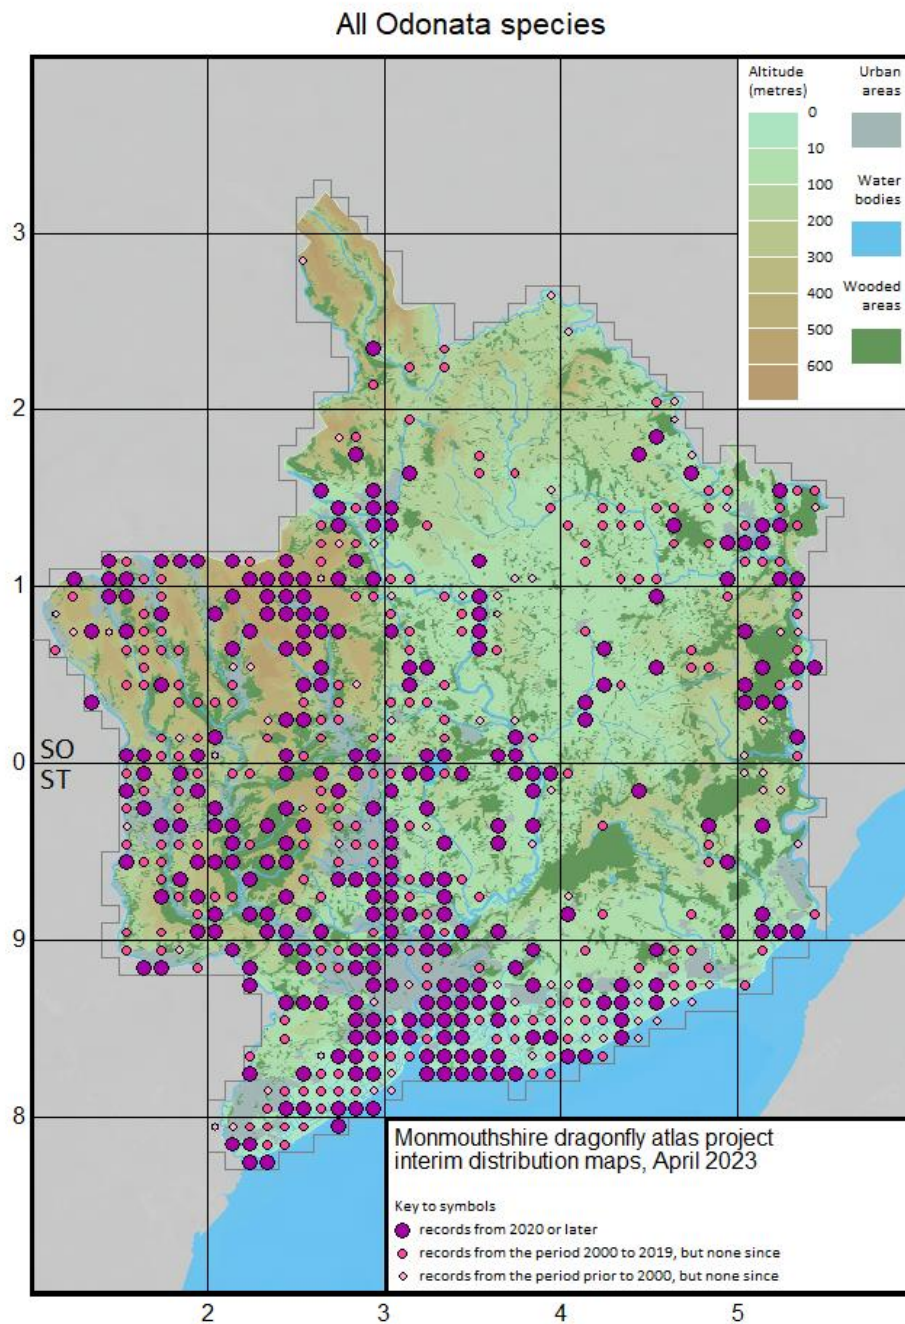 All Odonata species
Altitude
(metres)
Urban
areas
0
10
100
200
300
400
500
600
Water
bodies
Wooded
areas
3
2
1
SO
0
ST
9
8
Monmouthshire dragonfly atlas project
interim distribution maps, April 2023
Key to symbols
records from 2020 or later
records from the period 2000 to 2019, but none since
records from the period prior to 2000, but none since
2
3
4
5